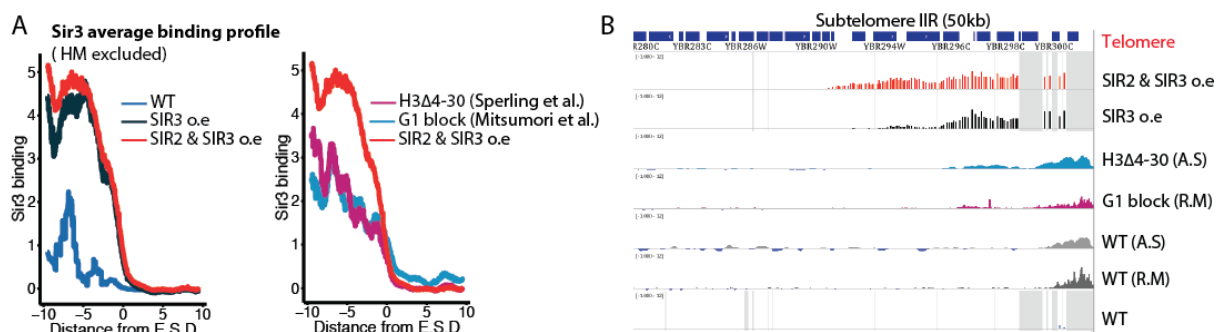 A
Sir3 average binding profile
( HM excluded)
Sir3 binding
5
4
3
2
1
0
WT
SIR3 o.e
SIR2 & SIR3 o.e
−10
−5
0
5
10
Distance from E.S.D
Sir3 binding
5
4
3
2
1
0
H3Δ4-30 (Sperling et al.)
G1 block (Mitsumori et al.)
SIR2 & SIR3 o.e
−10
−5
0
5
10
Distance from E.S.D
B
Subtelomere IIR (50kb)
YBR283C YBR286W YBR290W YBR294W YBR296C YBR298C YBR300C
Telomere
SIR2 & SIR3 o.e
SIR3 o.e
H3Δ4-30 (A.S)
G1 block (R.M)
WT (A.S)
WT (R.M)
WT